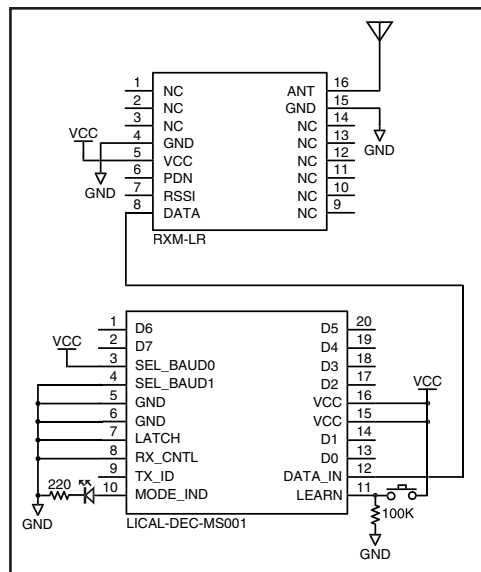 1 NC ANT 16
2 NC GND 15
3 NC NC 14
4 GND NC 13
VCC 5 VCC NC 12
6 PDN NC 11
7 RSSI NC 10
8 DATA NC 9
GND
GND
RXM-LR
1 D6 D5 20
2 D7 D4 19
VCC 3 SEL_BAUD0 D3 18
4 SEL_BAUD1 D2 17
VCC
5 GND VCC 16
6 GND VCC 15
7 LATCH D1 14
8 RX_CNTL D0 13
9 TX_ID DATA_IN 12
220 10 MODE_IND LEARN 11
100K
GND
LICAL-DEC-MS001
GND